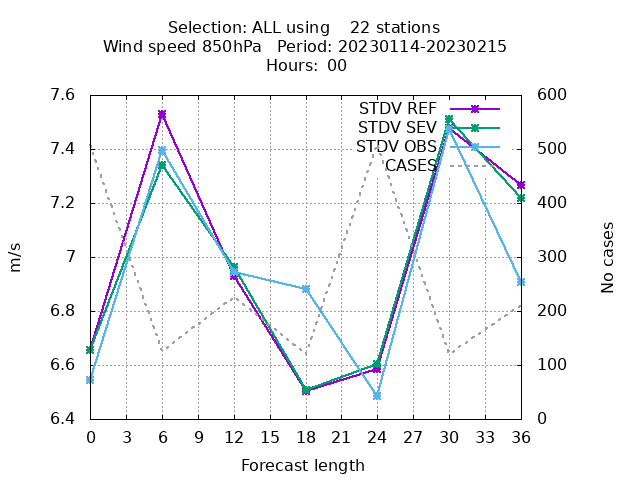 Selection: ALL using    22 stations
Wind speed 850hPa   Period: 20230114-20230215
Hours: 00
7.6
7.4
7.2
7
6.8
6.6
6.4
600
500
400
300
200
100
0
STDV REF
STDV SEV
STDV OBS
CASES
m/s
No cases
0 3 6 9 12 15 18 21 24 27 30 33 36
Forecast length